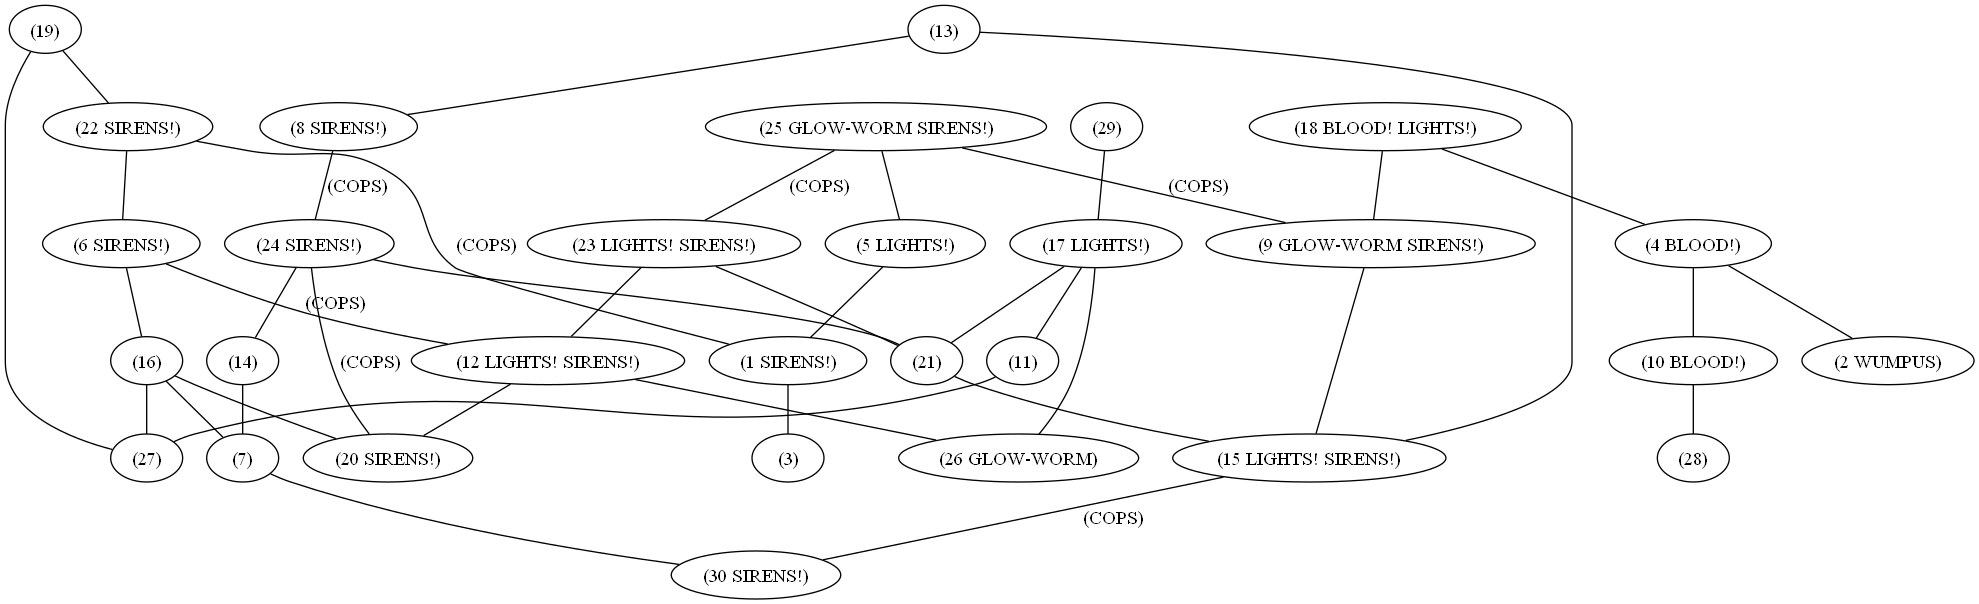 (19)
(13)
(22 SIRENS!)
(8 SIRENS!)
(25 GLOW-WORM SIRENS!)
(29)
(18 BLOOD! LIGHTS!)
(COPS)
(COPS)
(COPS)
(6 SIRENS!)
(24 SIRENS!)
(COPS)
(23 LIGHTS! SIRENS!)
(5 LIGHTS!)
(17 LIGHTS!)
(9 GLOW-WORM SIRENS!)
(4 BLOOD!)
(COPS)
(16)
(14)
(COPS)
(12 LIGHTS! SIRENS!)
(1 SIRENS!)
(21)
(11)
(10 BLOOD!)
(2 WUMPUS)
(27)
(7)
(20 SIRENS!)
(3)
(26 GLOW-WORM)
(15 LIGHTS! SIRENS!)
(28)
(COPS)
(30 SIRENS!)